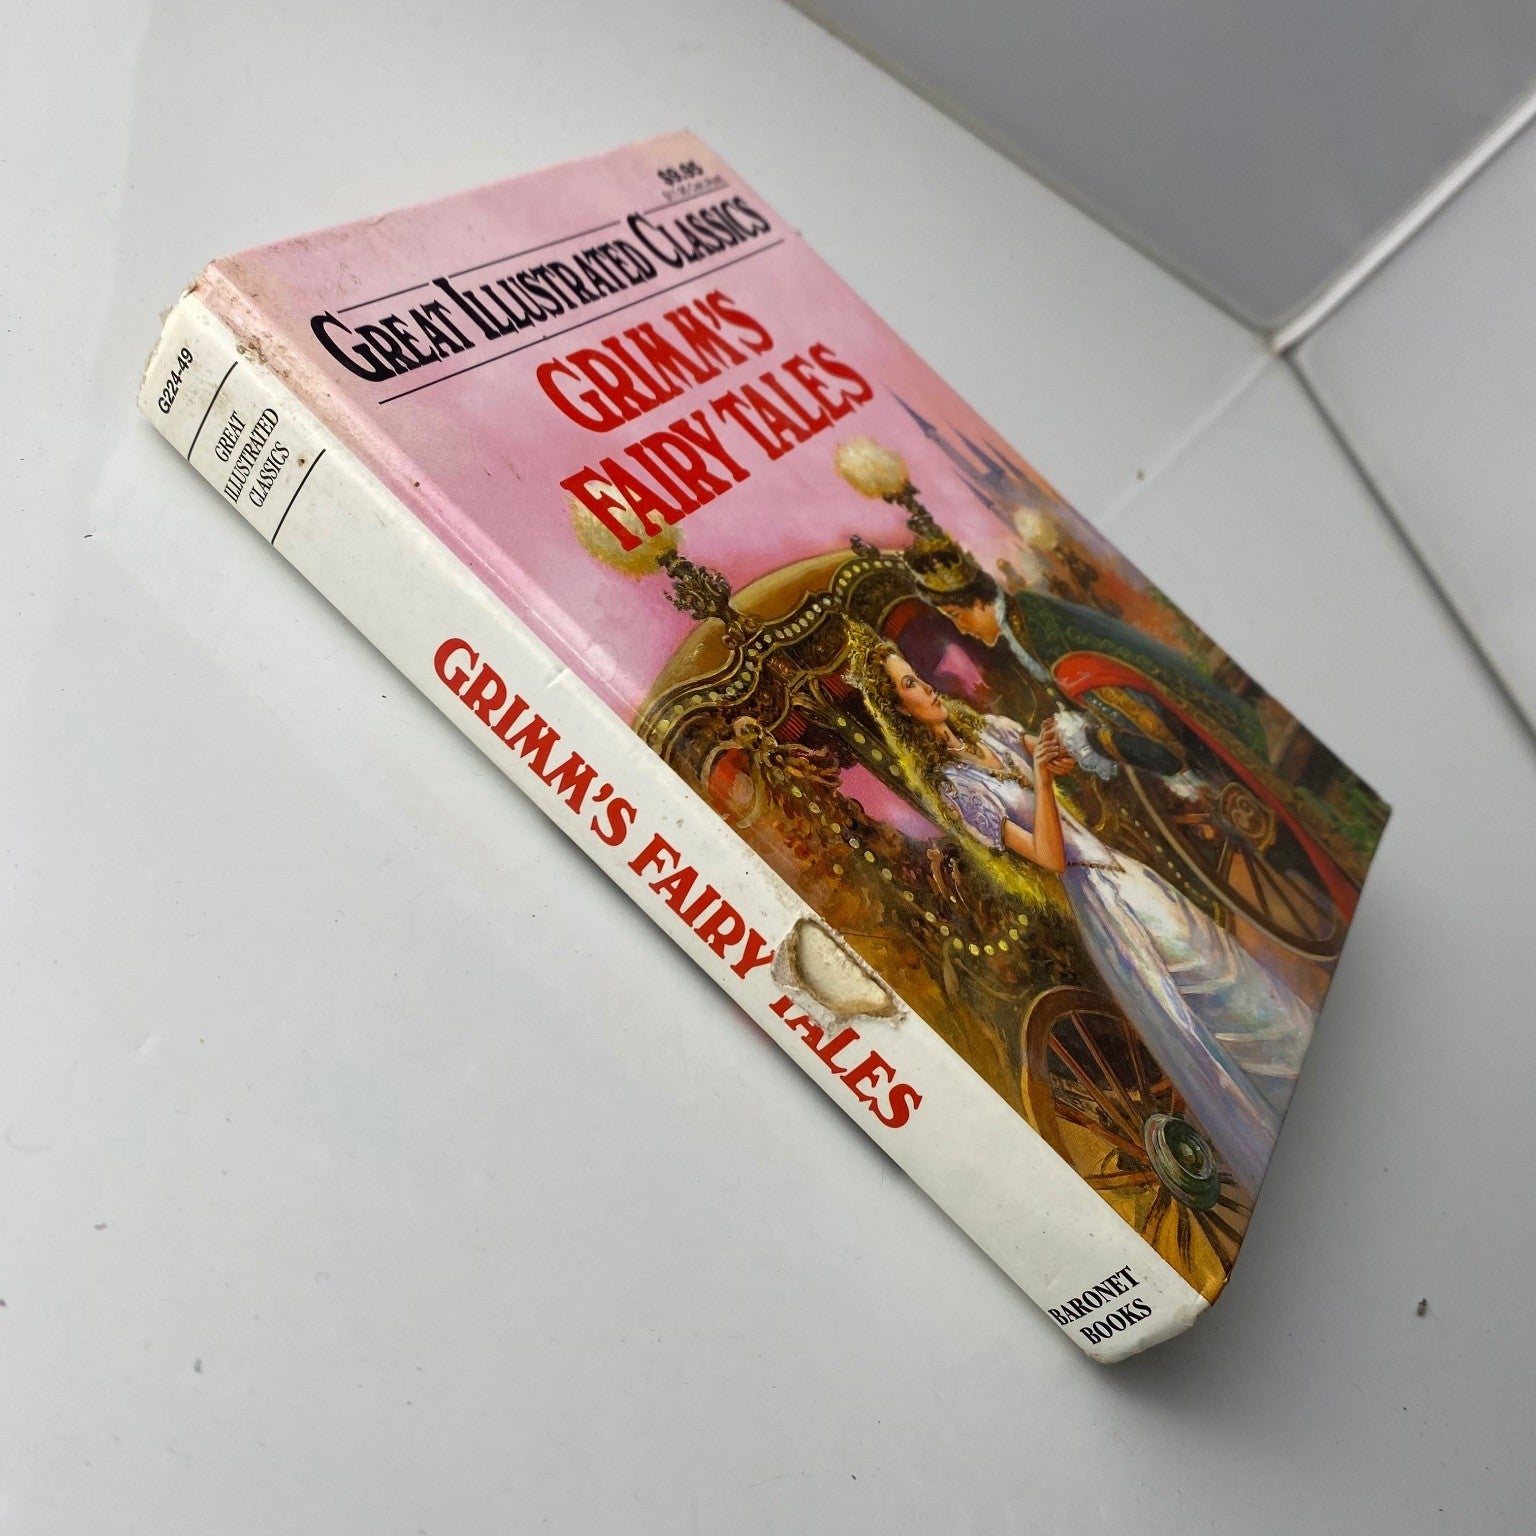 $9.95
GREAT ILLUSTRATED CLASSICS
GRIMM'S
FAIRY TALES
G224-49
GREAT
ILLUSTRATED
CLASSICS
GRIMM'S FAIRY TALES
BARONET
BOOKS